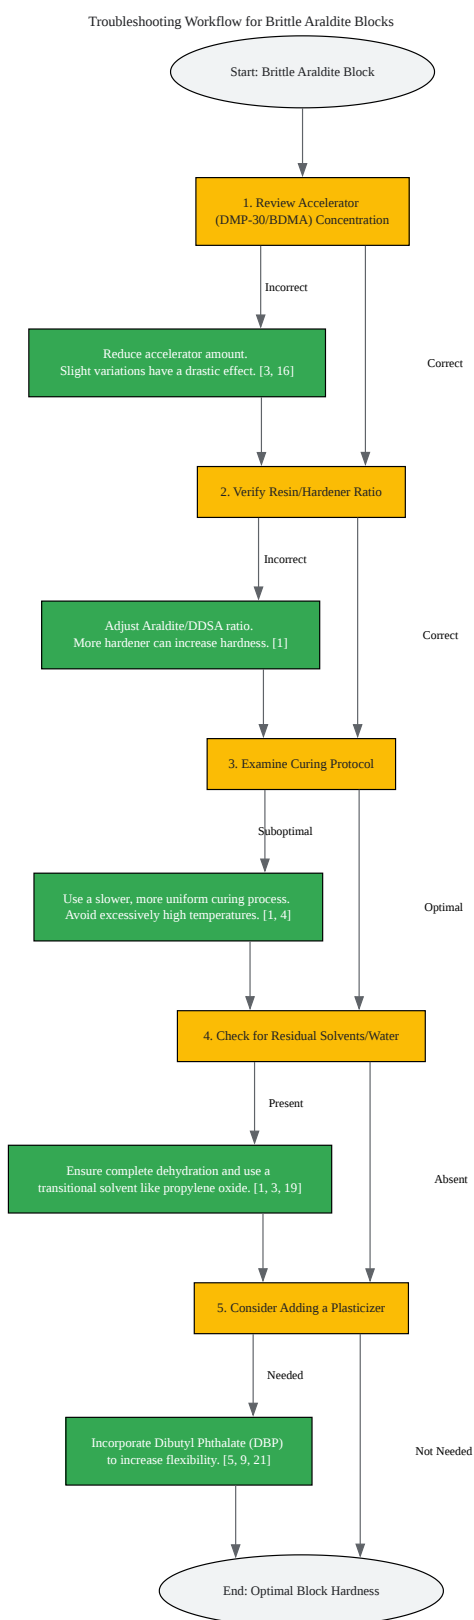 Troubleshooting Workflow for Brittle Araldite Blocks
Start: Brittle Araldite Block
1. Review Accelerator
(DMP-30/BDMA) Concentration
Incorrect
Reduce accelerator amount.
Slight variations have a drastic effect. [3, 16]
Correct
2. Verify Resin/Hardener Ratio
Incorrect
Adjust Araldite/DDSA ratio.
More hardener can increase hardness. [1]
Correct
3. Examine Curing Protocol
Suboptimal
Use a slower, more uniform curing process.
Avoid excessively high temperatures. [1, 4]
Optimal
4. Check for Residual Solvents/Water
Present
Ensure complete dehydration and use a
transitional solvent like propylene oxide. [1, 3, 19]
Absent
5. Consider Adding a Plasticizer
Needed
Incorporate Dibutyl Phthalate (DBP)
to increase flexibility. [5, 9, 21]
Not Needed
End: Optimal Block Hardness